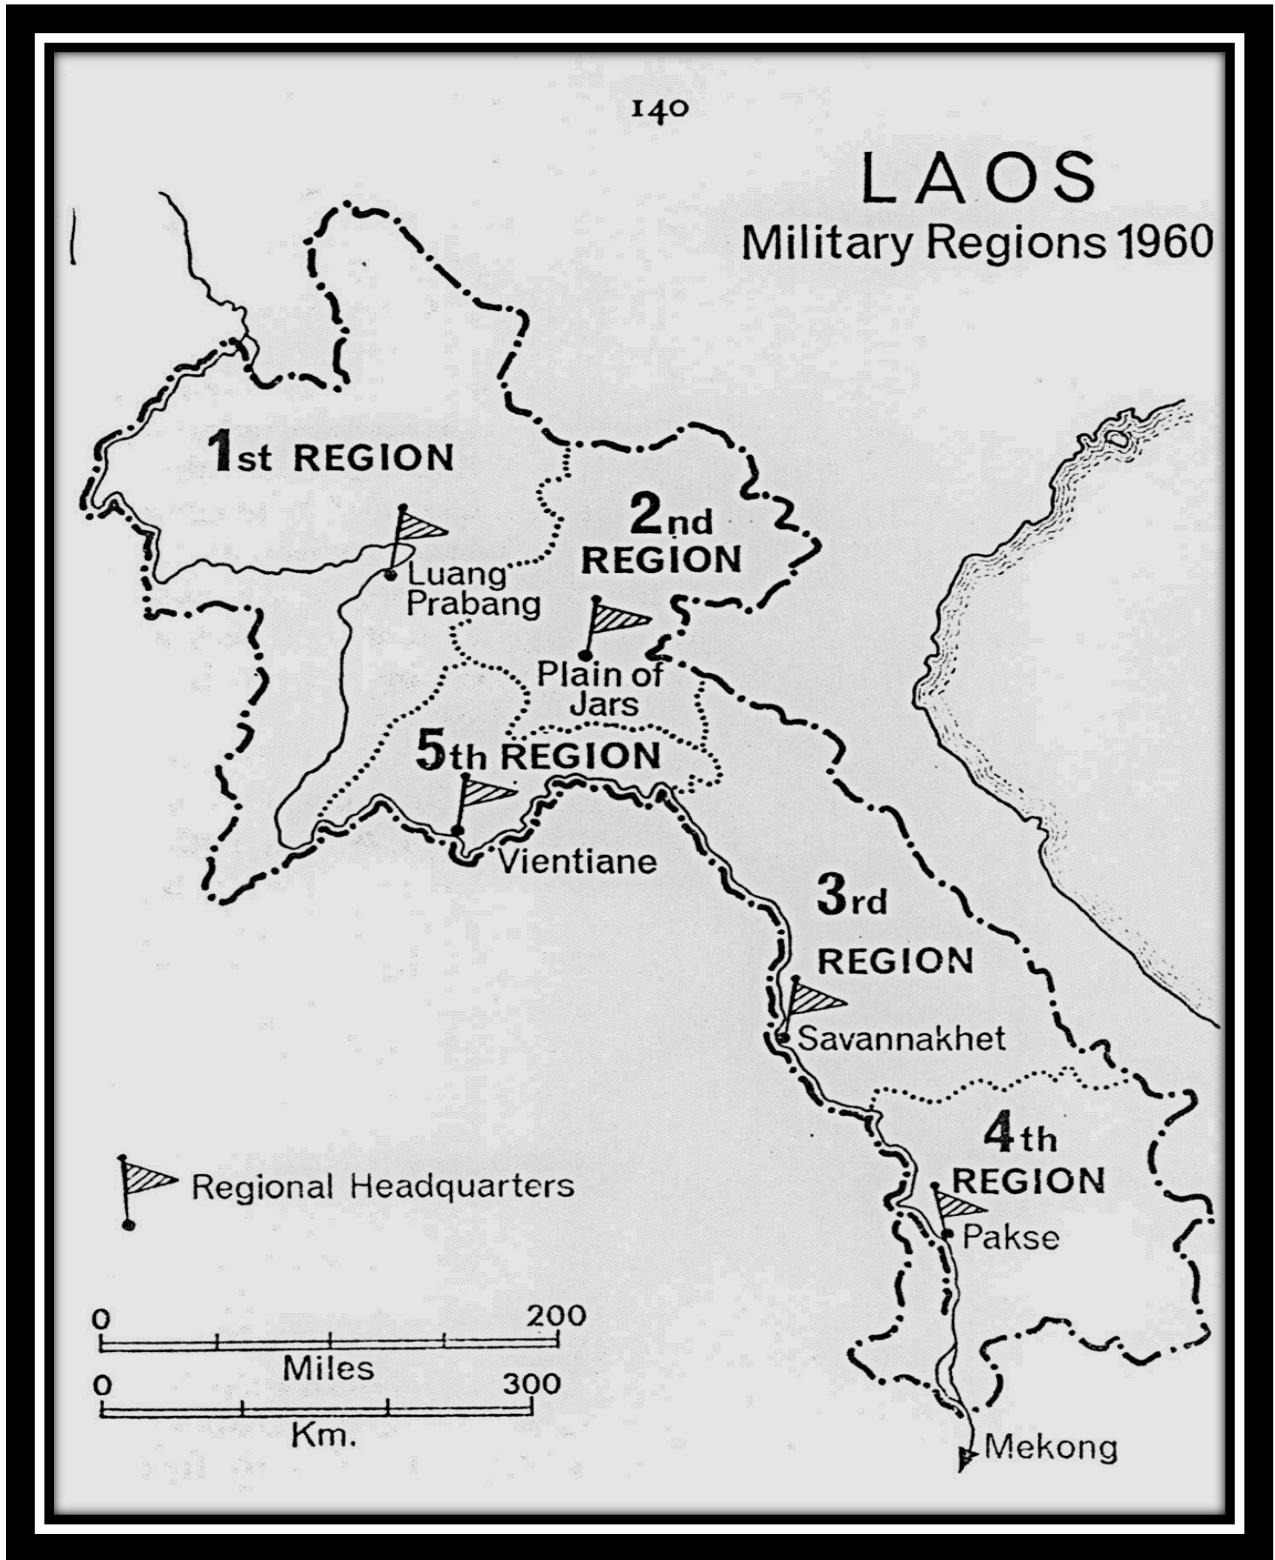 140
LAOS
Military Regions 1960
1st REGION
2nd
REGION
Luang
Prabang
Plain of
Jars
5th REGION
Vientiane
3rd
REGION
Savannakhet
4th
REGION
Pakse
Regional Headquarters
0 200
Miles
0 300
Km.
Mekong